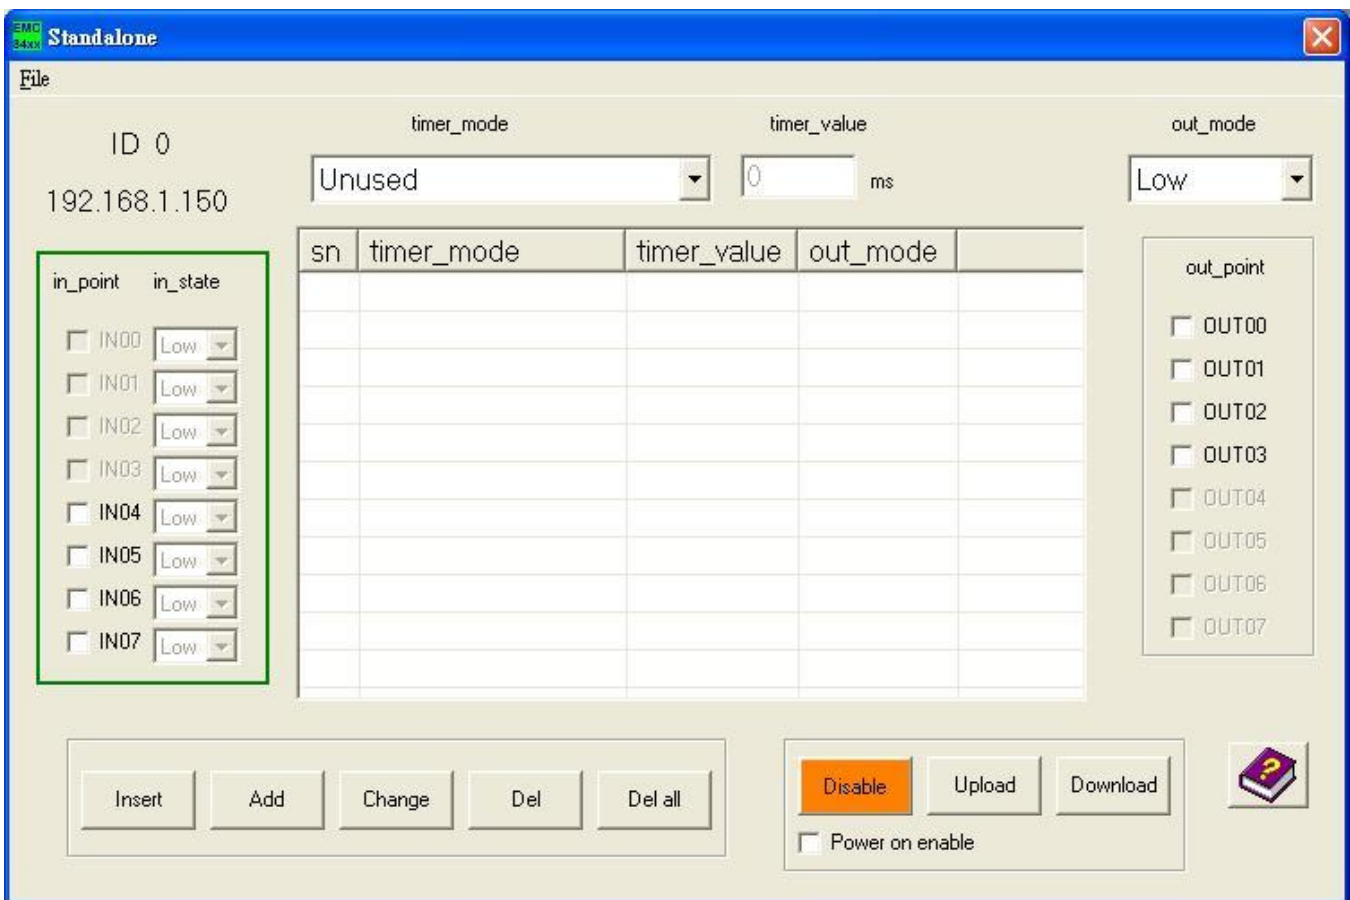 EMC
84xx
Standalone
File
ID 0
192.168.1.150
timer_mode
Unused
timer_value
0 ms
out_mode
Low
in_point in_state
IN00 Low
IN01 Low
IN02 Low
IN03 Low
IN04 Low
IN05 Low
IN06 Low
IN07 Low
sn timer_mode timer_value out_mode
out_point
OUT00
OUT01
OUT02
OUT03
OUT04
OUT05
OUT06
OUT07
Insert Add Change Del Del all
Disable Upload Download
Power on enable
?